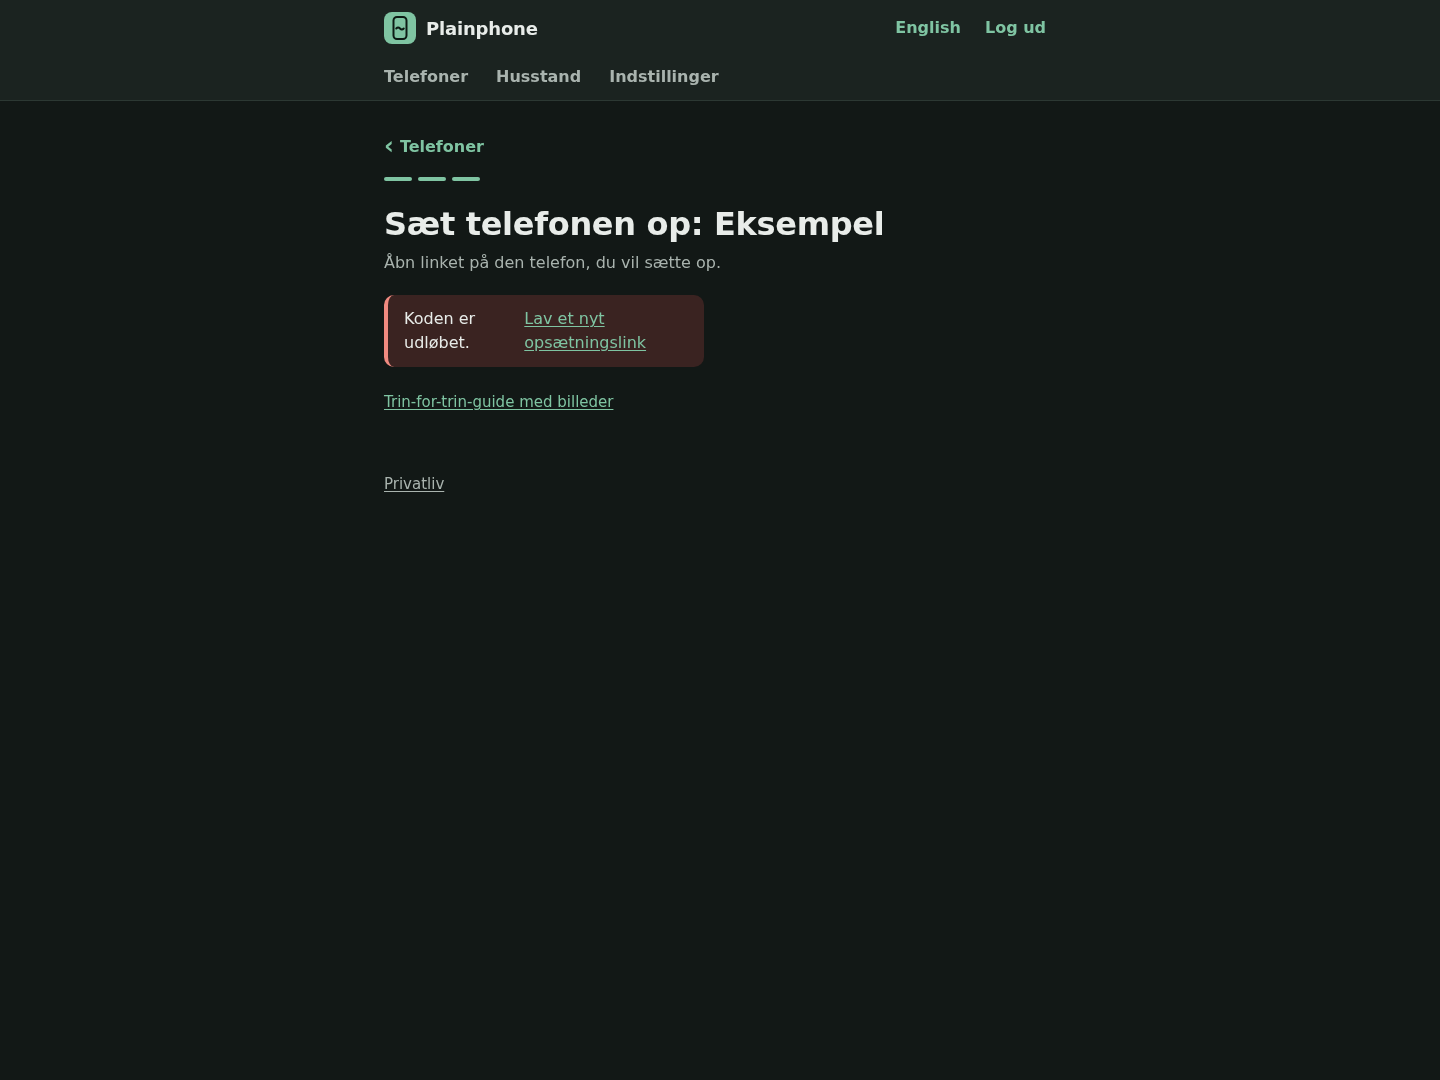 Plainphone
English
Log ud
Telefoner
Husstand
Indstillinger
‹ Telefoner
Sæt telefonen op: Eksempel
Åbn linket på den telefon, du vil sætte op.
Koden er
udløbet.
Lav et nyt
opsætningslink
Trin-for-trin-guide med billeder
Privatliv